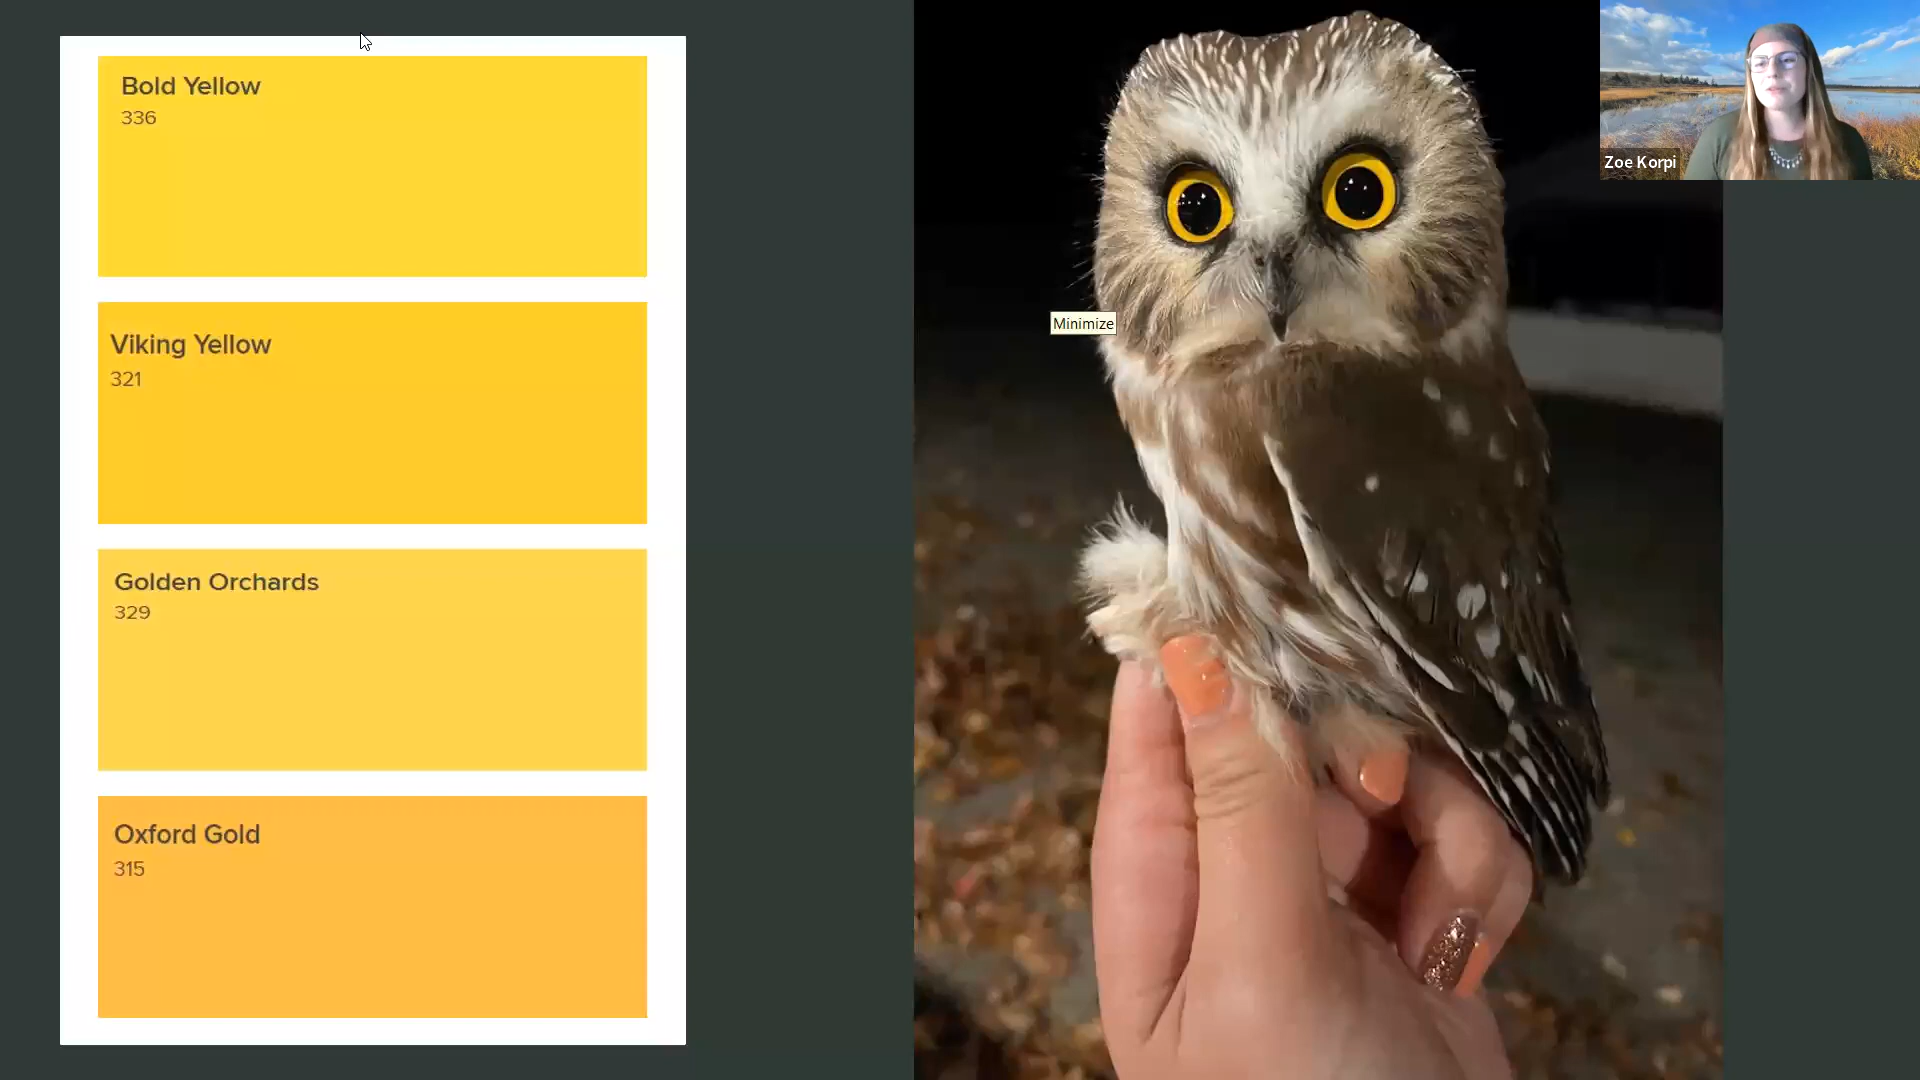 Bold Yellow
336
Viking Yellow
321
Golden Orchards
329
Oxford Gold
315
Minimize
Zoe Korpi